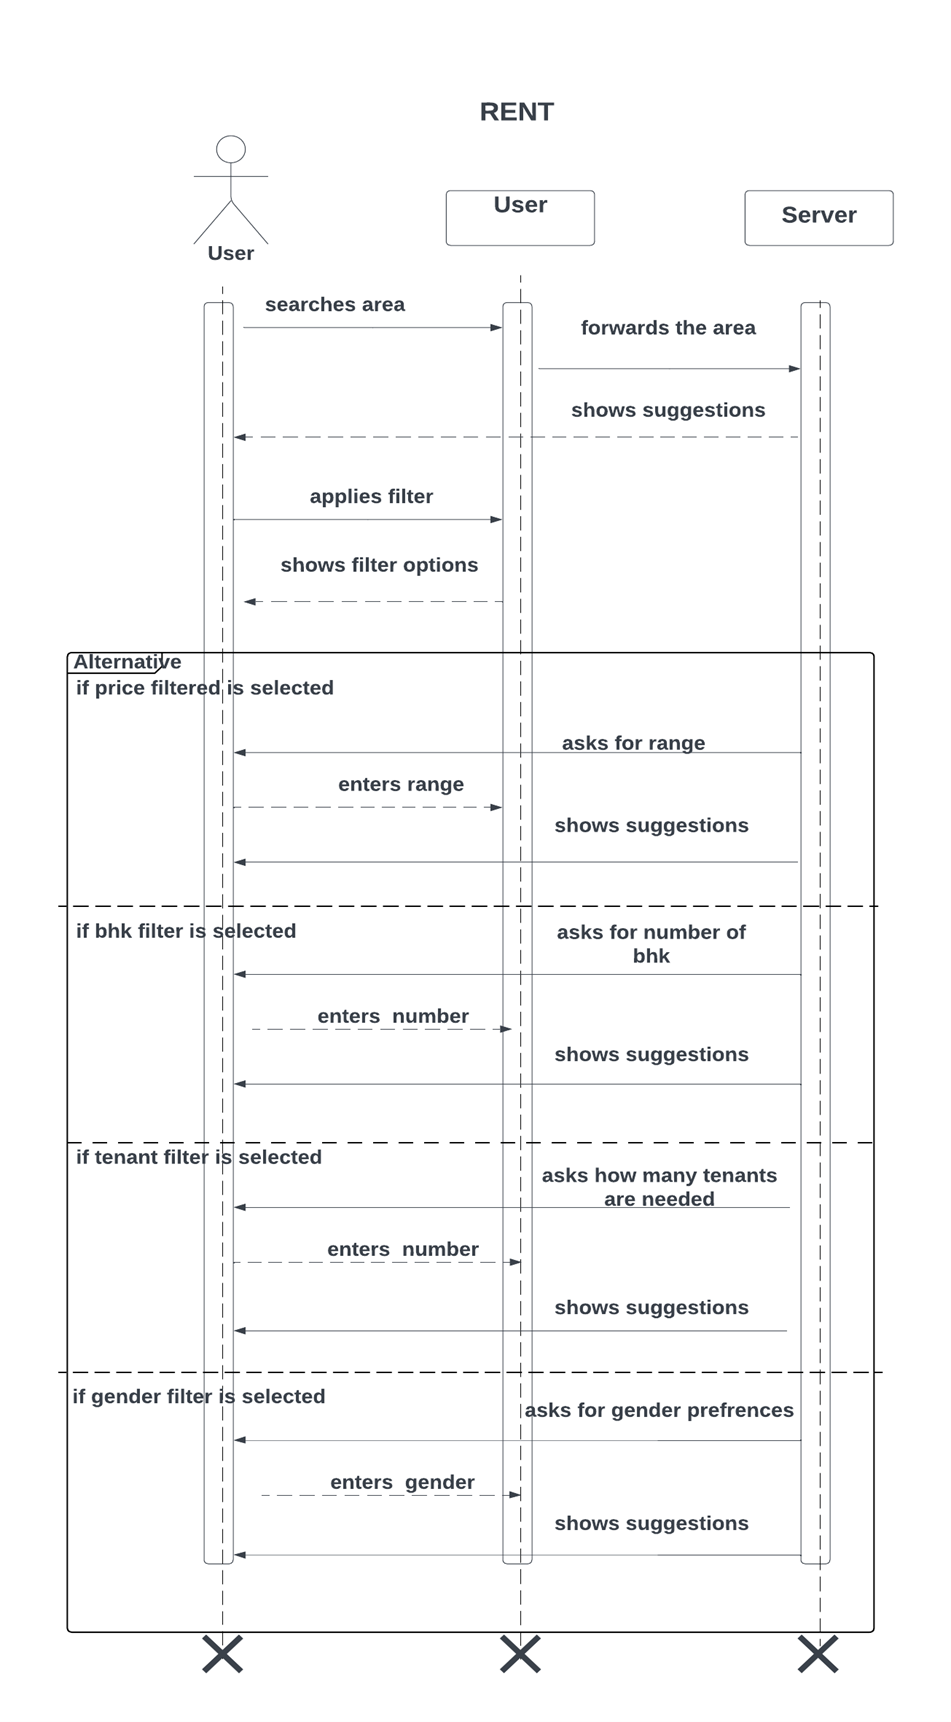 RENT
User
User
Server
searches area
forwards the area
shows suggestions
applies filter
shows filter options
Alternative
if price filtered is selected
asks for range
enters range
shows suggestions
if bhk filter is selected
asks for number of
bhk
enters  number
shows suggestions
if tenant filter is selected
asks how many tenants
are needed
enters  number
shows suggestions
if gender filter is selected
asks for gender prefrences
enters  gender
shows suggestions